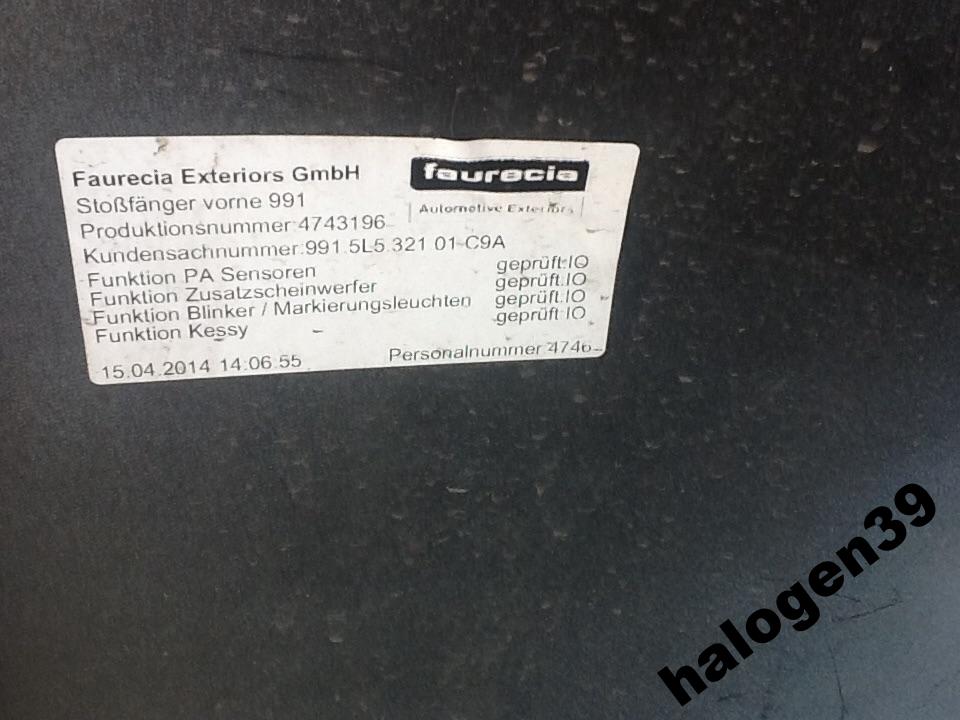 Faurecia Exteriors GmbH
faurecia
Automotive Exteriors
Stoßfänger vorne 991
Produktionsnummer:4743196
Kundensachnummer:991.5L5.321 01-C9A
Funktion PA Sensoren geprüft:IO
Funktion Zusatzscheinwerfer geprüft:IO
Funktion Blinker / Markierungsleuchten geprüft:IO
Funktion Kessy geprüft:IO
15.04.2014 14:06:55 Personalnummer:4746
halogen39